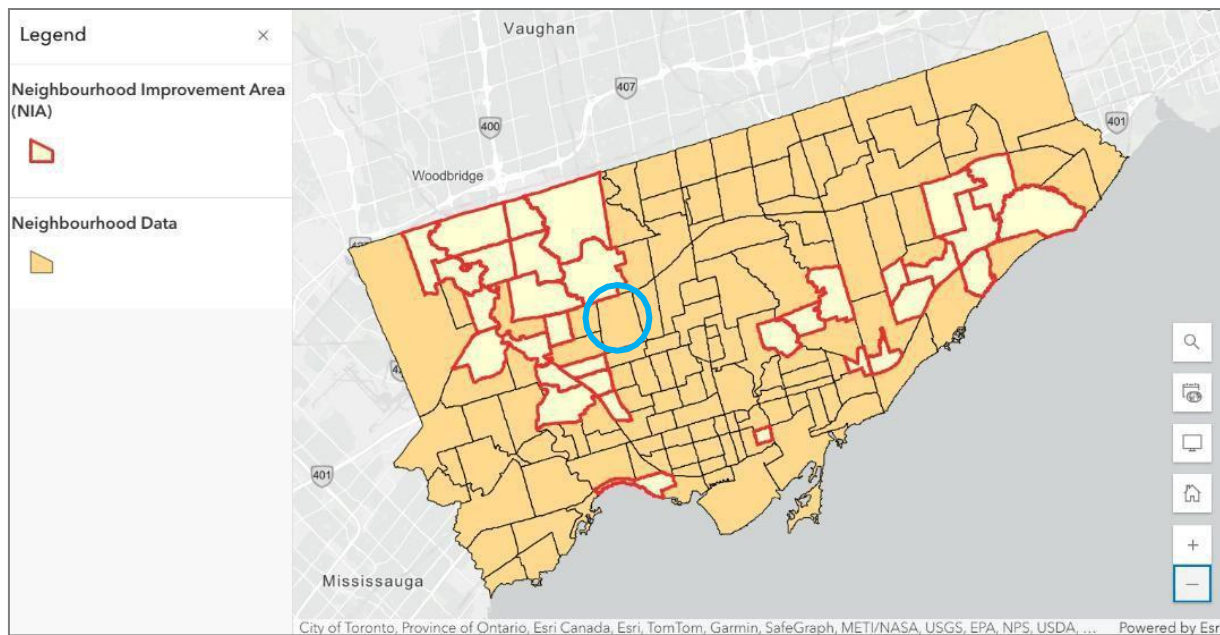 Legend
Neighbourhood Improvement Area
(NIA)
Neighbourhood Data
Vaughan
407
400
401
Woodbridge
401
Mississauga
City of Toronto, Province of Ontario, Esri Canada, Esri, TomTom, Garmin, SafeGraph, METI/NASA, USGS, EPA, NPS, USDA, ... Powered by Esri